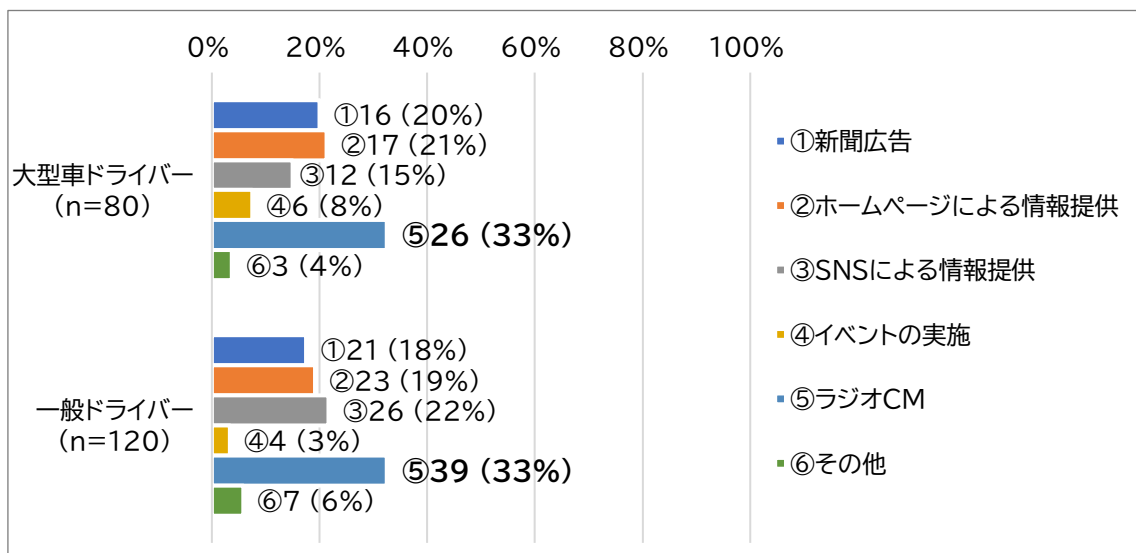 0% 20% 40% 60% 80% 100%
大型車ドライバー
(n=80)
①16 (20%)
②17 (21%)
③12 (15%)
④6 (8%)
⑤26 (33%)
⑥3 (4%)
一般ドライバー
(n=120)
①21 (18%)
②23 (19%)
③26 (22%)
④4 (3%)
⑤39 (33%)
⑥7 (6%)
①新聞広告
②ホームページによる情報提供
③SNSによる情報提供
④イベントの実施
⑤ラジオCM
⑥その他